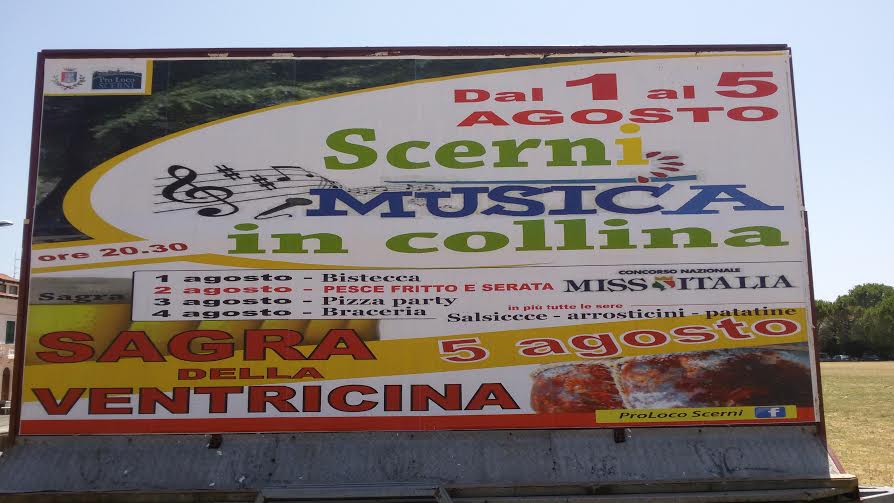 Pro Loco
SCERNI
Dal 1 al 5
AGOSTO
Scerni
MUSICA
in collina
ore 20.30
1 agosto - Bistecca
2 agosto - PESCE FRITTO E SERATA
CONCORSO NAZIONALE
MISS ITALIA
3 agosto - Pizza party
4 agosto - Braceria
in più tutte le sere
Salsiccce - arrosticini - patatine
Sagra
SAGRA
DELLA
VENTRICINA
5 agosto
ProLoco Scerni f